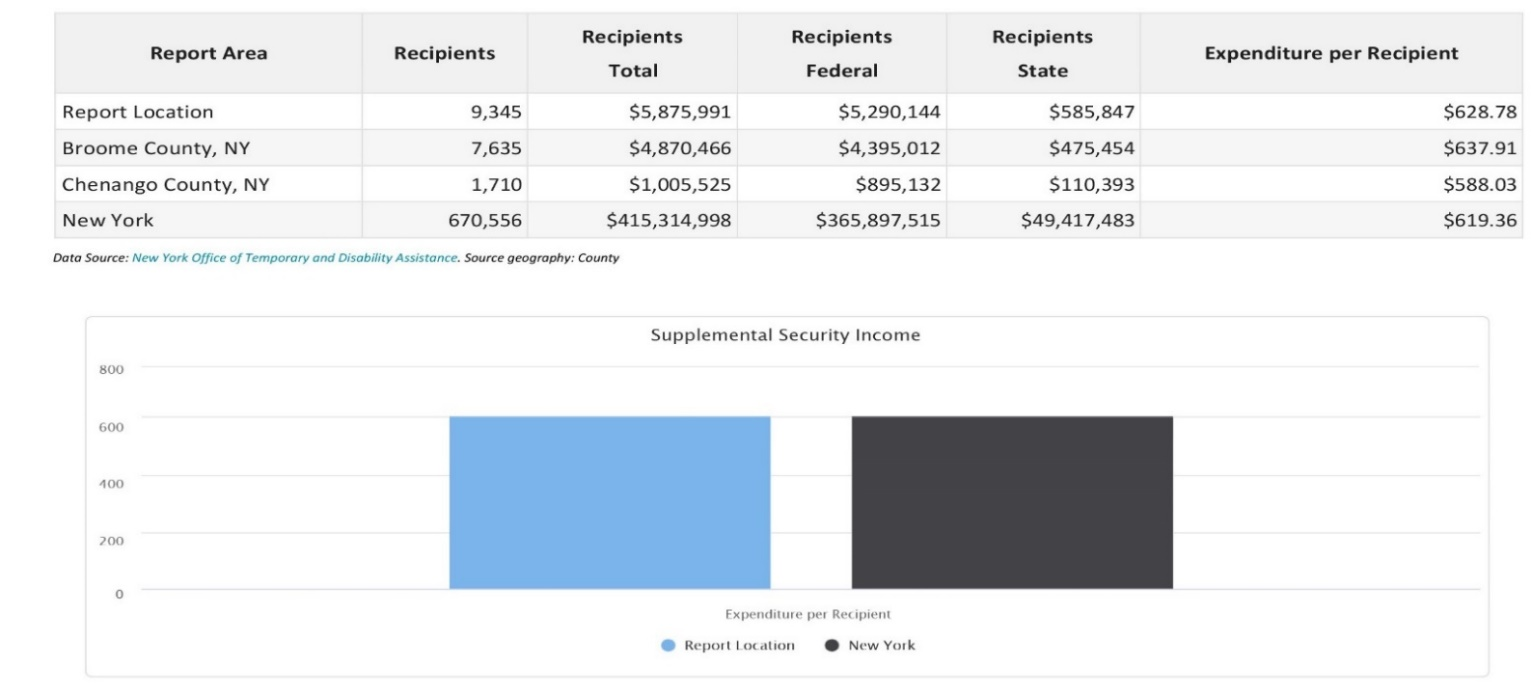 Report Area Recipients Recipients Total Recipients Federal Recipients State Expenditure per Recipient
Report Location 9,345 $5,875,991 $5,290,144 $585,847 $628.78
Broome County, NY 7,635 $4,870,466 $4,395,012 $475,454 $637.91
Chenango County, NY 1,710 $1,005,525 $895,132 $110,393 $588.03
New York 670,556 $415,314,998 $365,897,515 $49,417,483 $619.36
Data Source: New York Office of Temporary and Disability Assistance. Source geography: County
Supplemental Security Income
800
600
400
200
0
Expenditure per Recipient
Report Location New York